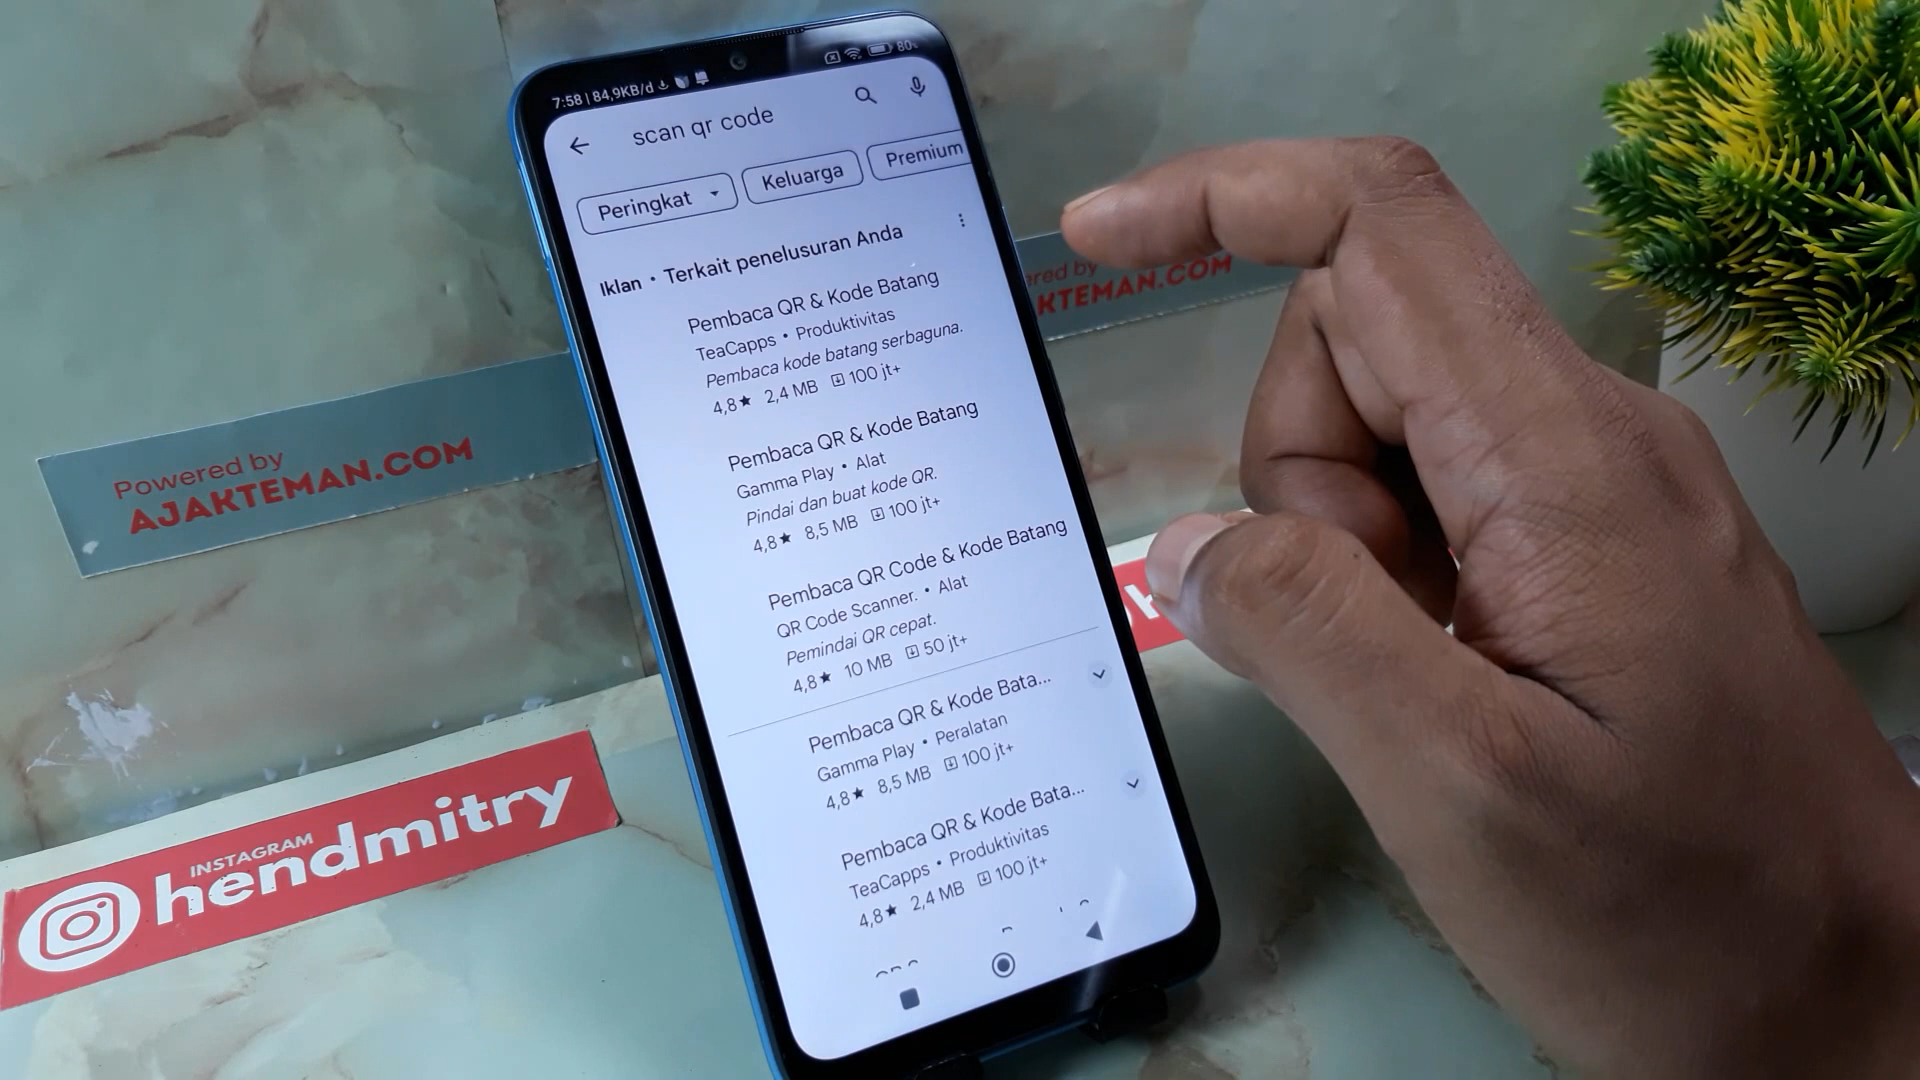 7:58 | 84,9KB/d
80%
scan qr code
Peringkat
Keluarga
Premium
Iklan • Terkait penelusuran Anda
Pembaca QR & Kode Batang
TeaCapps • Produktivitas
Pembaca kode batang serbaguna.
4,8★ 2,4 MB 100 jt+
Pembaca QR & Kode Batang
Gamma Play • Alat
Pindai dan buat kode QR.
4,8★ 8,5 MB 100 jt+
Pembaca QR Code & Kode Batang
QR Code Scanner. • Alat
Pemindai QR cepat.
4,8★ 10 MB 50 jt+
Pembaca QR & Kode Bata...
Gamma Play • Peralatan
4,8★ 8,5 MB 100 jt+
Pembaca QR & Kode Bata...
TeaCapps • Produktivitas
4,8★ 2,4 MB 100 jt+
Powered by
AJAKTEMAN.COM
ered by
KTEMAN.COM
INSTAGRAM
hendmitry